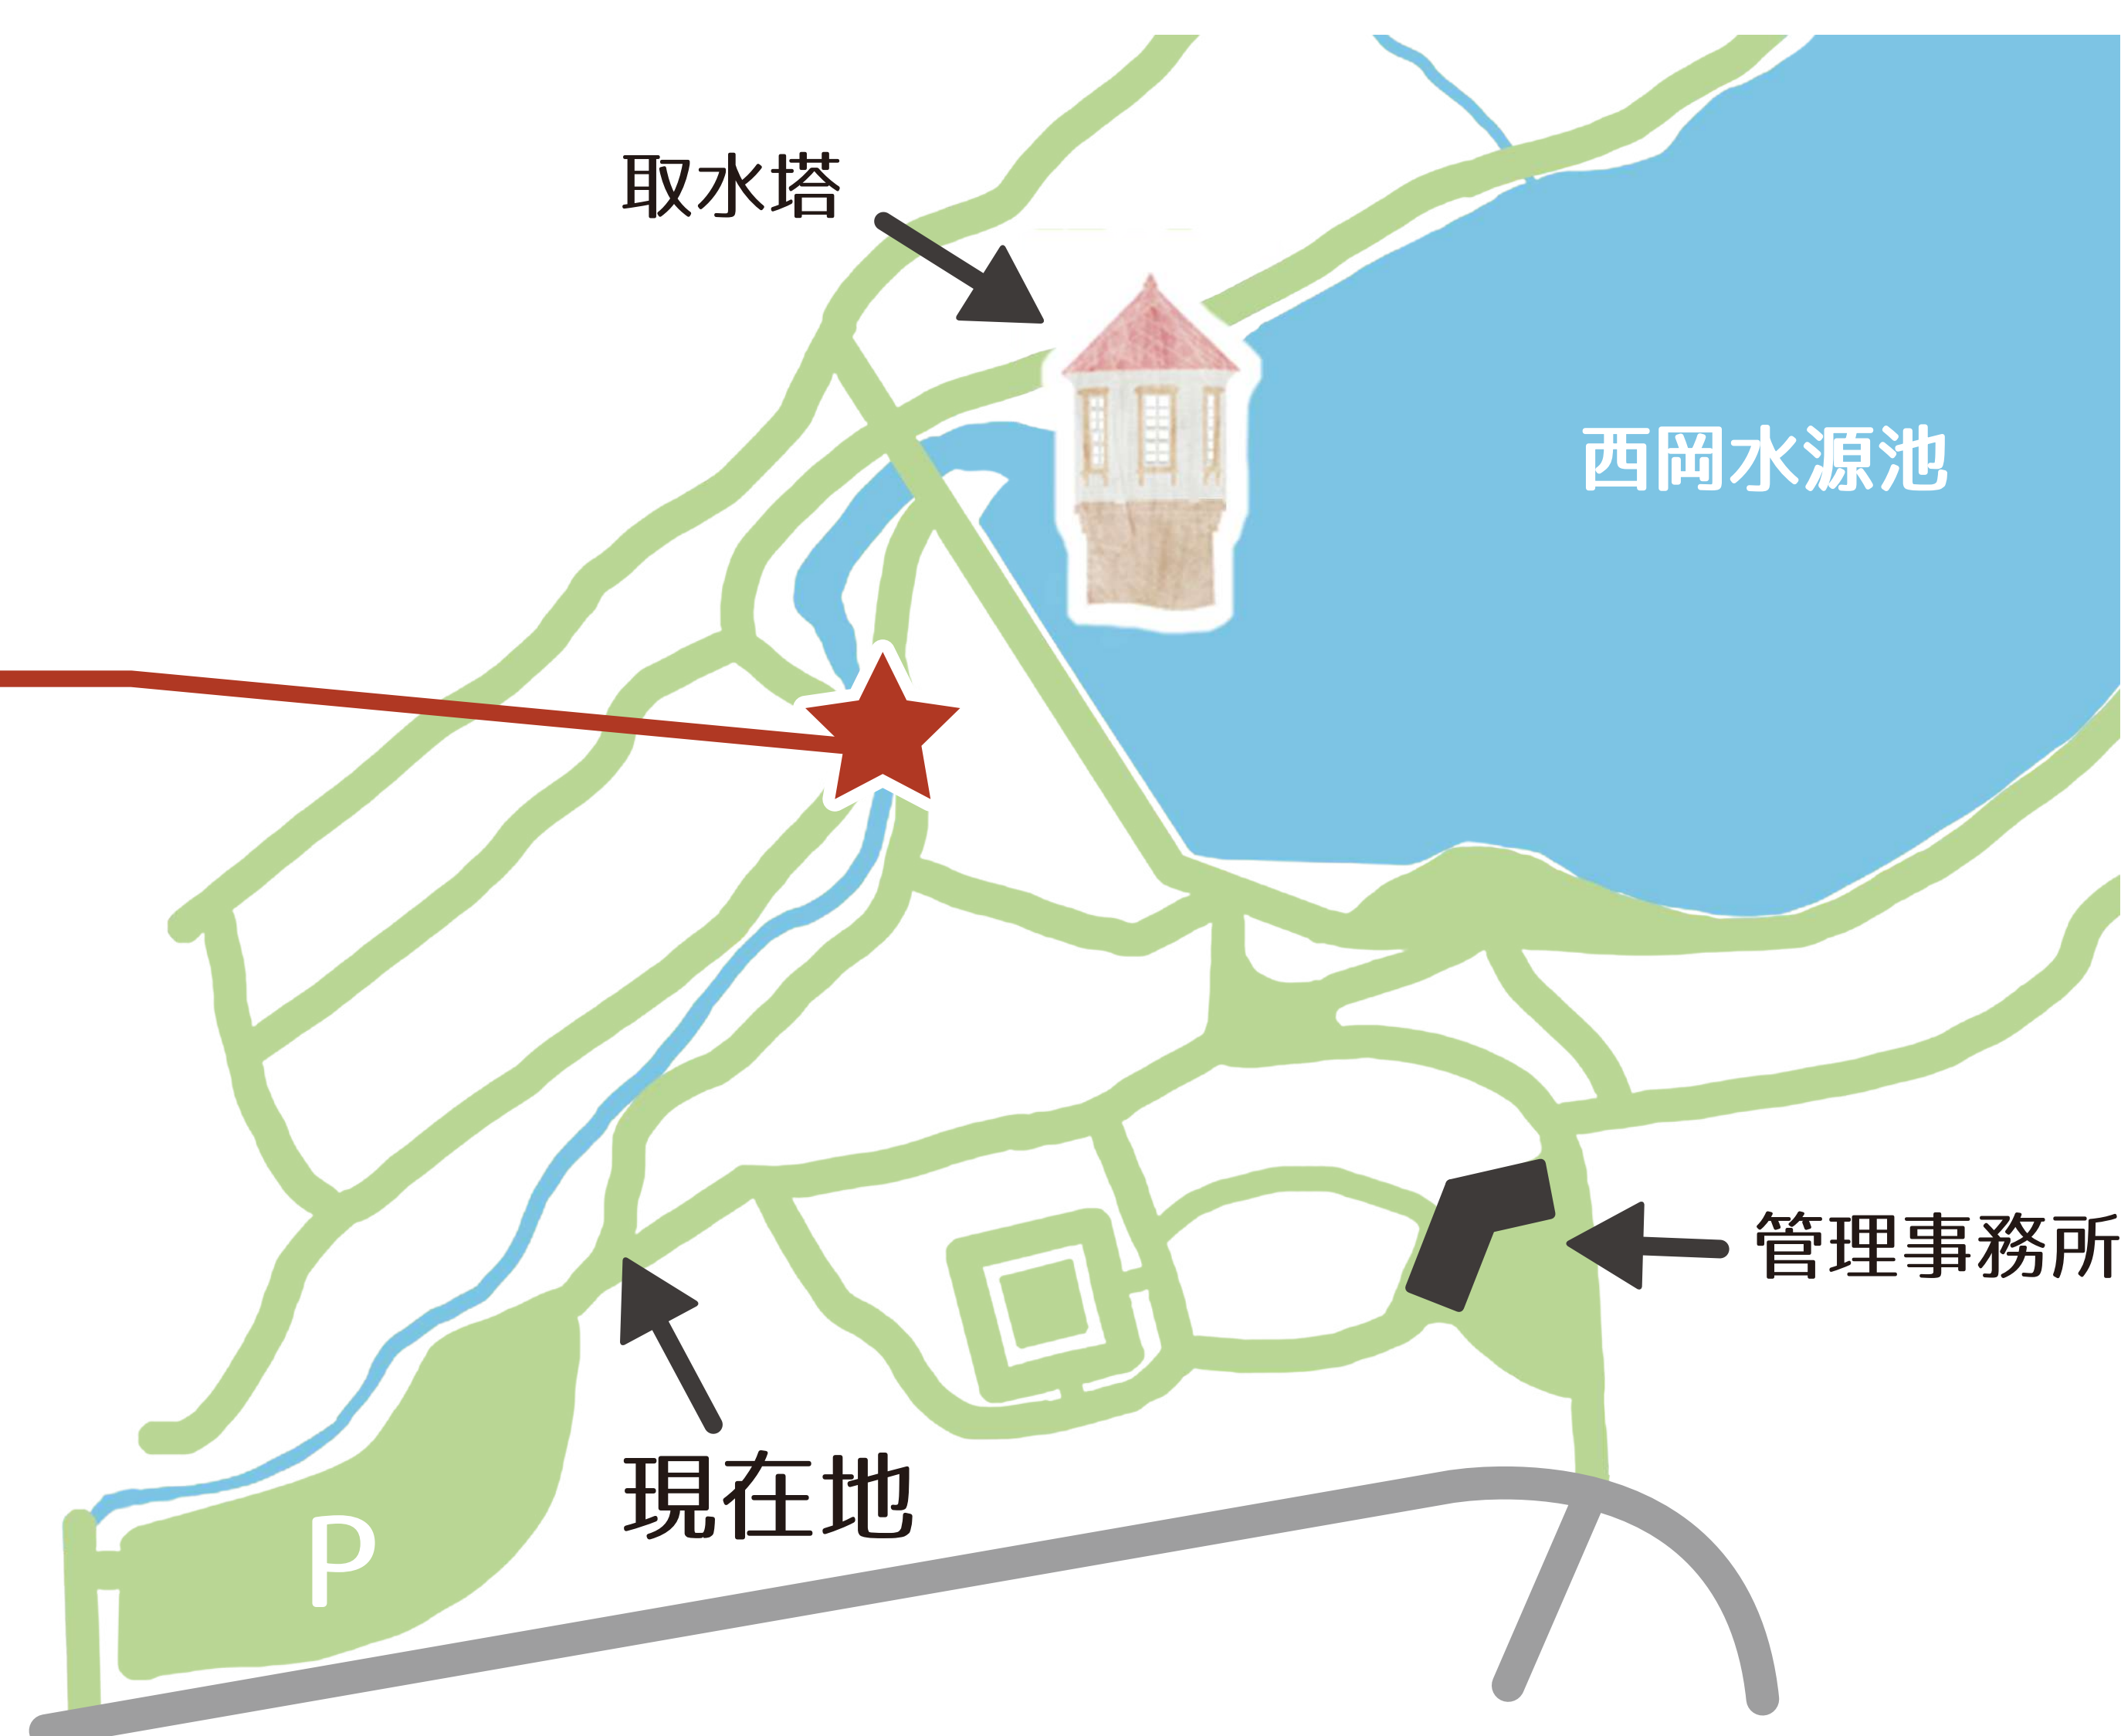 取水塔
西岡水源池
管理事務所
現在地
P